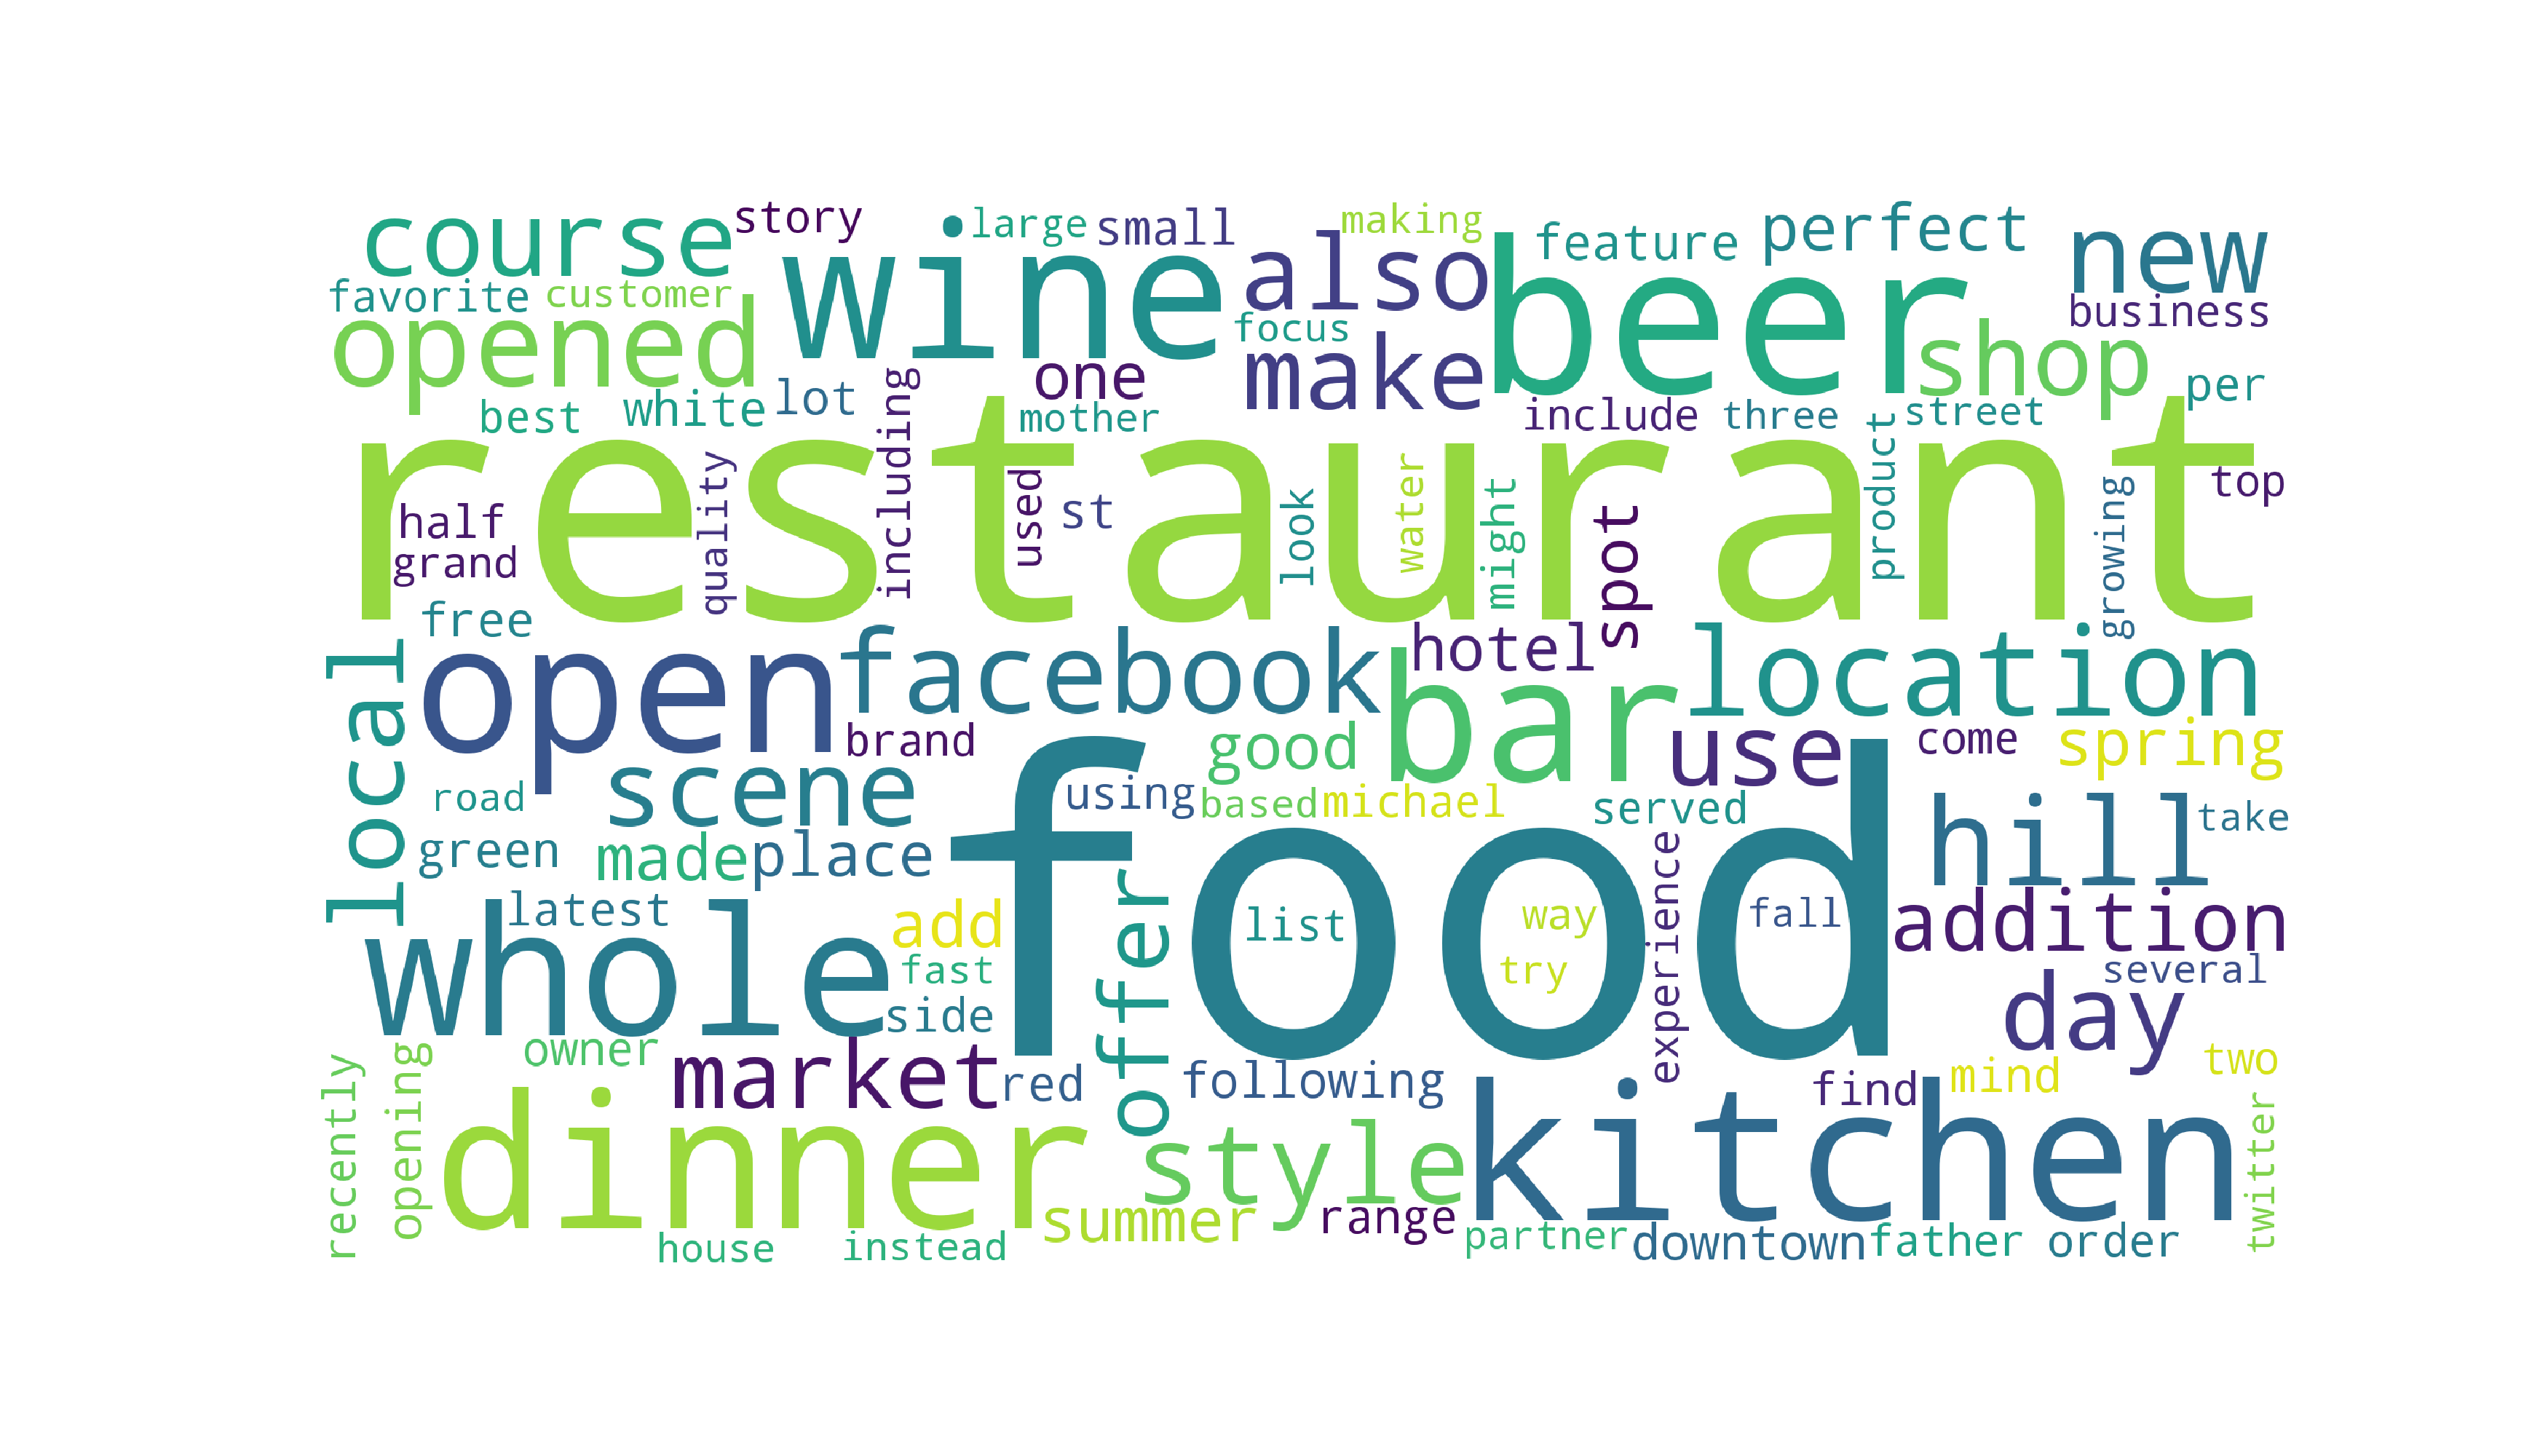 course
story
wine
large
small
also
making
beer
feature
perfect
new
favorite
customer
opened
focus
make
business
shop
best
white
lot
including
one
mother
include
three
product
street
per
restaurant
half
grand
quality
used
st
look
water
might
spot
growing
top
free
local
open
facebook
hotel
bar
location
brand
good
use
come
spring
road
scene
using
based
michael
served
hill
take
green
made
place
food
experience
latest
whole
add
offer
list
way
fall
addition
fast
try
several
side
day
owner
market
red
following
find
mind
two
recently
opening
dinner
style
kitchen
twitter
summer
range
partner
downtown
father
order
house
instead